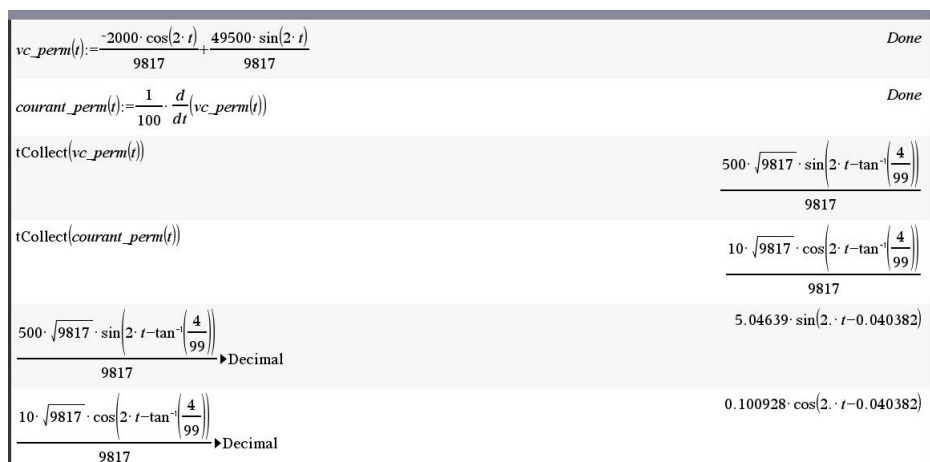 vc_perm(t):=(-2000·cos(2·t))/9817+(49500·sin(2·t))/9817 Done
courant_perm(t):=1/100·d/dt(vc_perm(t)) Done
tCollect(vc_perm(t)) (500·√9817·sin(2·t-tan⁻¹(4/99)))/9817
tCollect(courant_perm(t)) (10·√9817·cos(2·t-tan⁻¹(4/99)))/9817
(500·√9817·sin(2·t-tan⁻¹(4/99)))/9817▶Decimal 5.04639·sin(2.·t-0.040382)
(10·√9817·cos(2·t-tan⁻¹(4/99)))/9817▶Decimal 0.100928·cos(2.·t-0.040382)